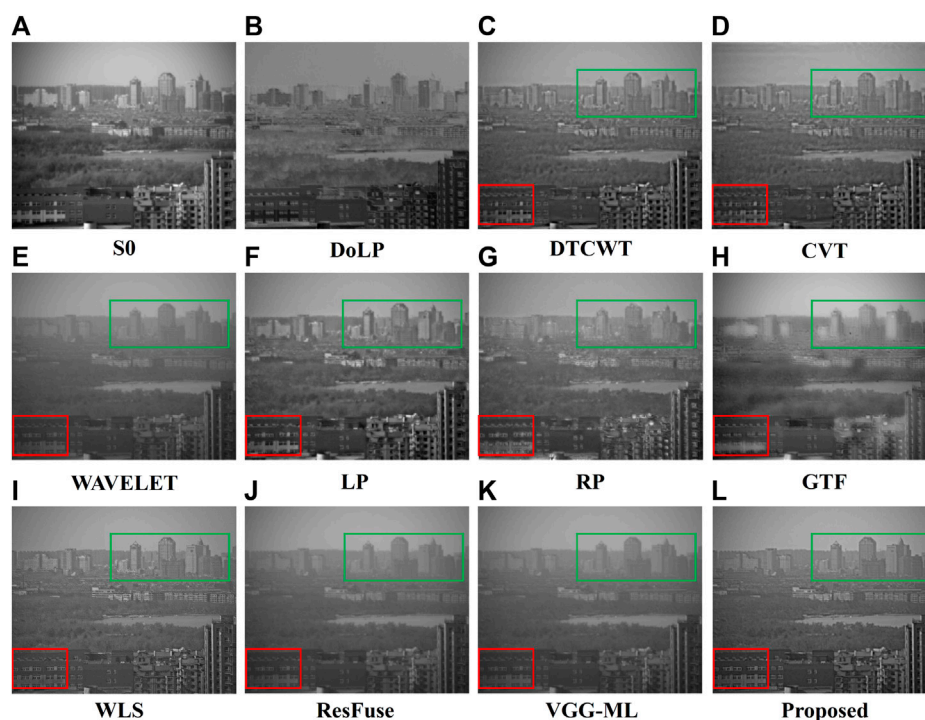 A
B
C
D
S0
DoLP
DTCWT
CVT
E
F
G
H
WAVELET
LP
RP
GTF
I
J
K
L
WLS
ResFuse
VGG-ML
Proposed